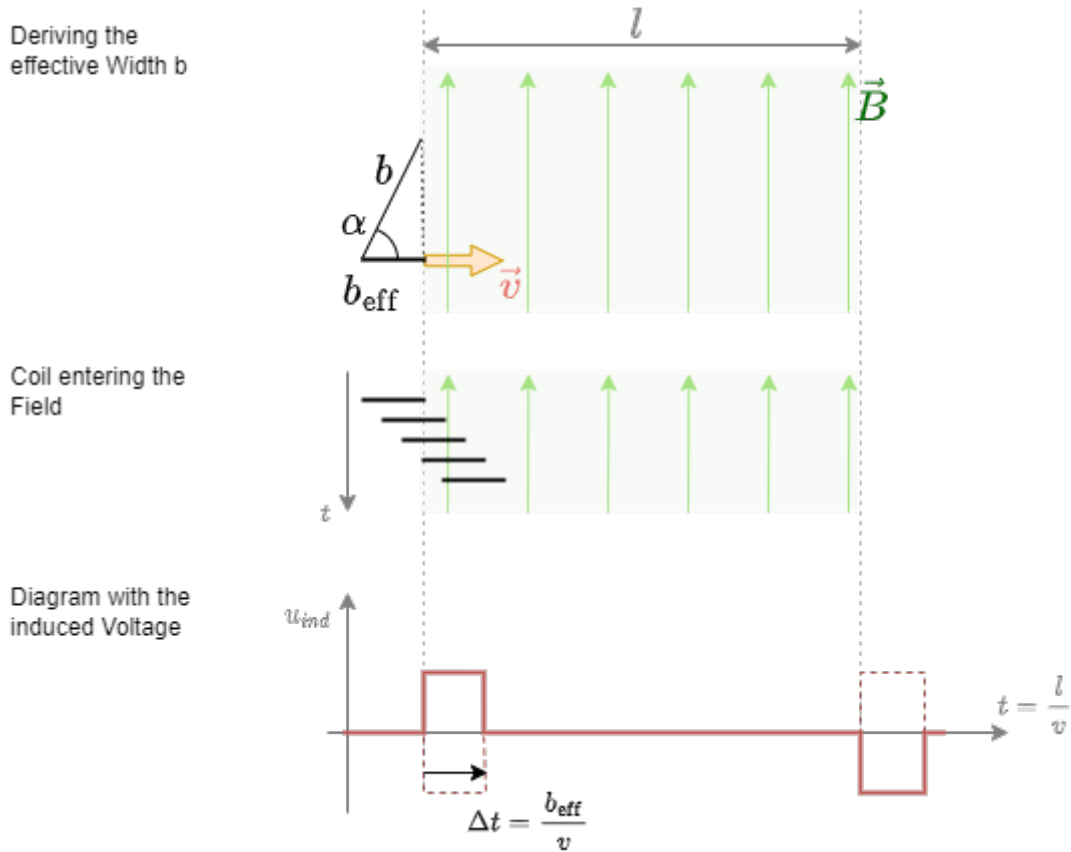 Deriving the
effective Width b
l
B
b
α
b_eff
v
Coil entering the
Field
t
Diagram with the
induced Voltage
u_ind
t = l/v
Δt = b_eff/v